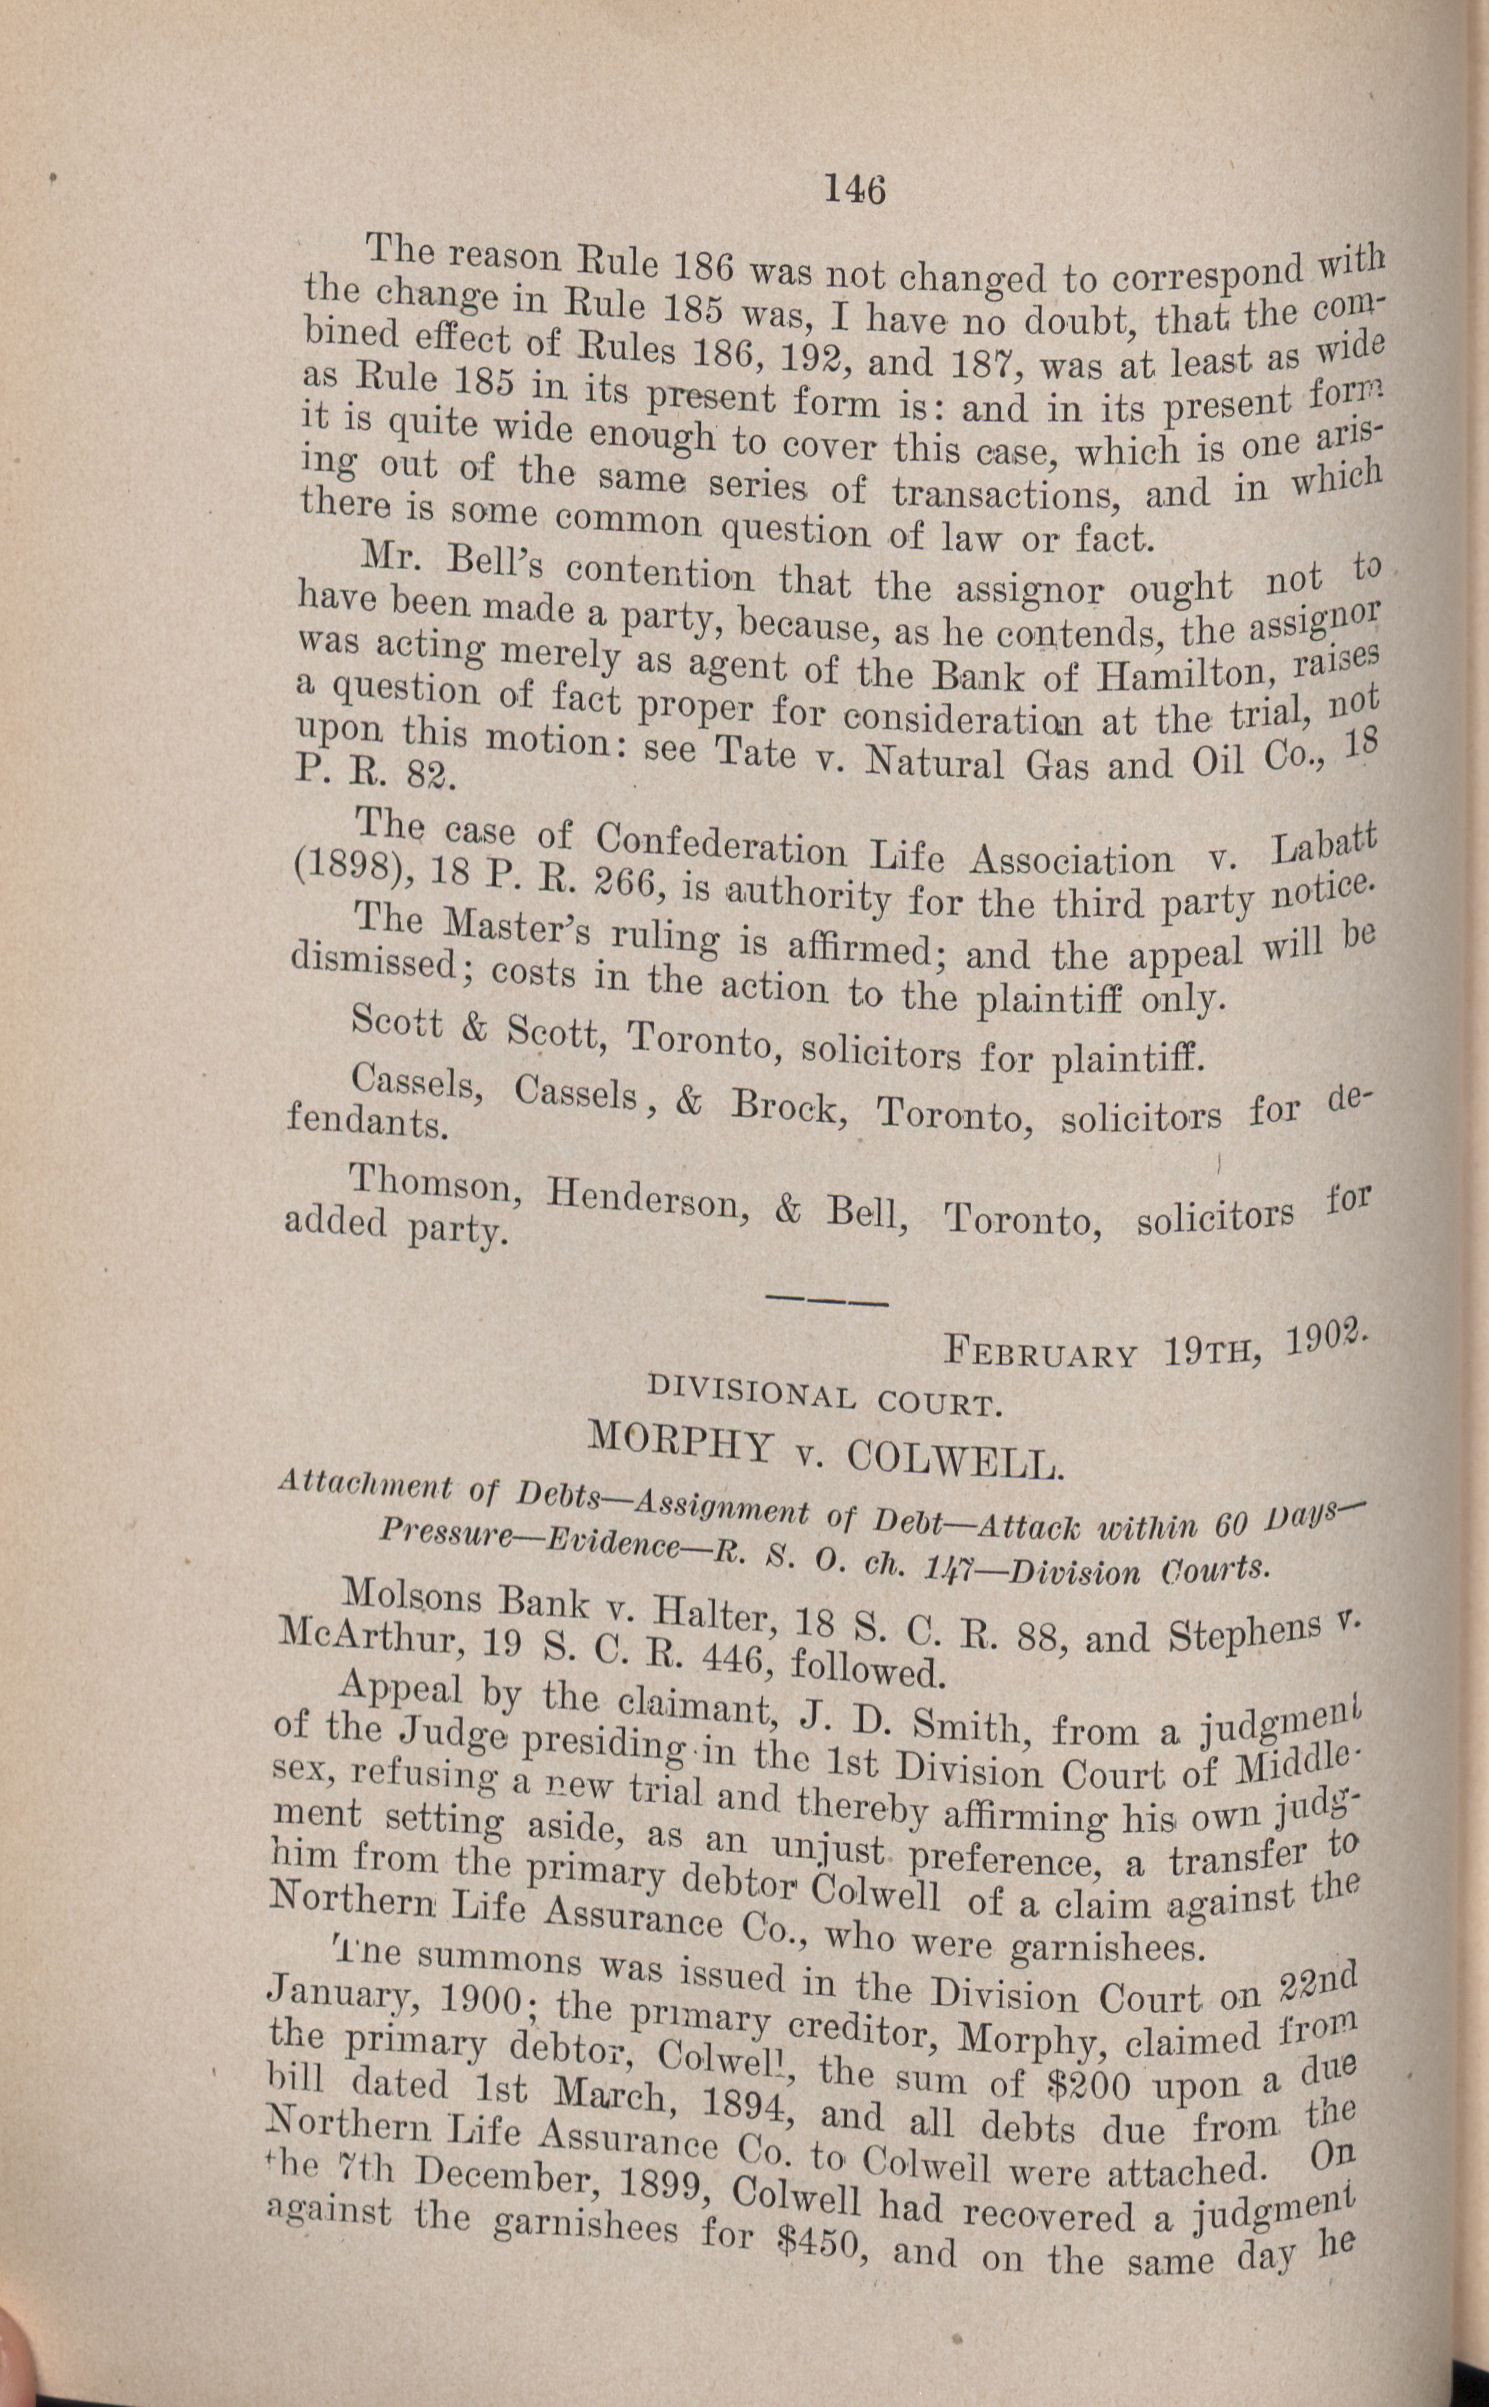 146
The reason Rule 186 was not changed to correspond with
the change in Rule 185 was, I have no doubt, that the com-
bined effect of Rules 186, 192, and 187, was at least as wide
as Rule 185 in its present form is: and in its present form
it is quite wide enough to cover this case, which is one aris-
ing out of the same series of transactions, and in which
there is some common question of law or fact.
Mr. Bell's contention that the assignor ought not to
have been made a party, because, as he contends, the assignor
was acting merely as agent of the Bank of Hamilton, raises
a question of fact proper for consideration at the trial, not
upon this motion: see Tate v. Natural Gas and Oil Co., 18
P. R. 82.
The case of Confederation Life Association v. Labatt
(1898), 18 P. R. 266, is authority for the third party notice.
The Master's ruling is affirmed; and the appeal will be
dismissed; costs in the action to the plaintiff only.
Scott & Scott, Toronto, solicitors for plaintiff.
Cassels, Cassels, & Brock, Toronto, solicitors for de-
fendants.
Thomson, Henderson, & Bell, Toronto, solicitors for
added party.
FEBRUARY 19TH, 1902.
DIVISIONAL COURT.
MORPHY v. COLWELL.
Attachment of Debts—Assignment of Debt—Attack within 60 Days—
Pressure—Evidence—R. S. O. ch. 147—Division Courts.
Molsons Bank v. Halter, 18 S. C. R. 88, and Stephens v.
McArthur, 19 S. C. R. 446, followed.
Appeal by the claimant, J. D. Smith, from a judgment
of the Judge presiding in the 1st Division Court of Middle-
sex, refusing a new trial and thereby affirming his own judg-
ment setting aside, as an unjust preference, a transfer to
him from the primary debtor Colwell of a claim against the
Northern Life Assurance Co., who were garnishees.
The summons was issued in the Division Court on 22nd
January, 1900; the primary creditor, Morphy, claimed from
the primary debtor, Colwell, the sum of $200 upon a due
bill dated 1st March, 1894, and all debts due from the
Northern Life Assurance Co. to Colwell were attached. On
the 7th December, 1899, Colwell had recovered a judgment
against the garnishees for $450, and on the same day he